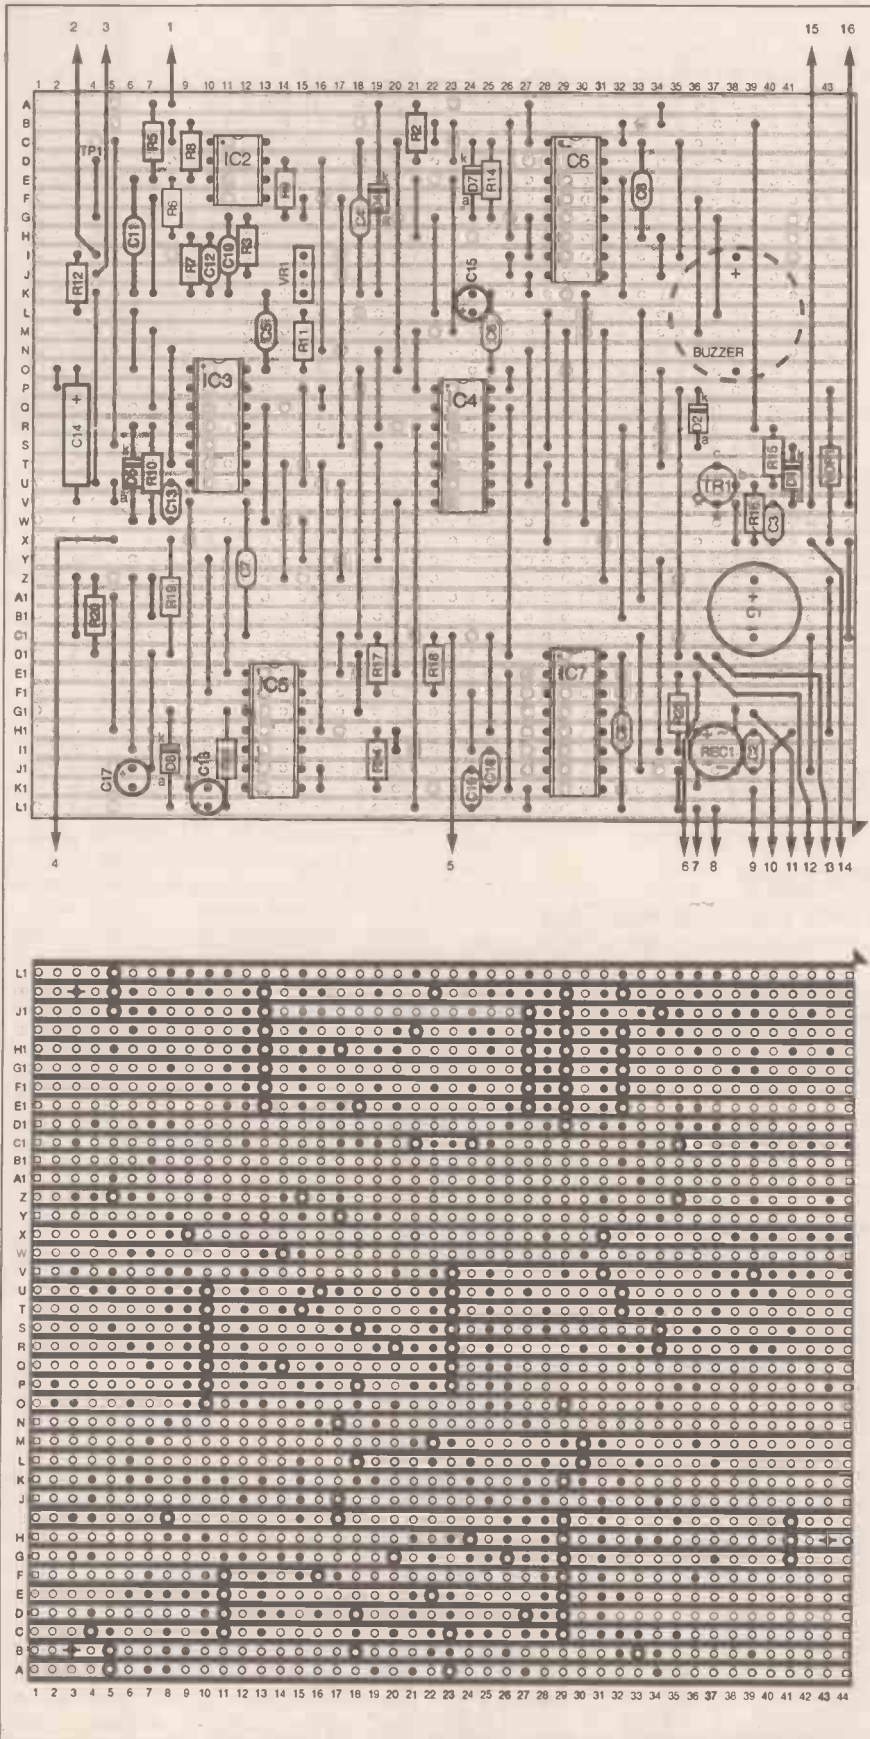 2 3 1 15 16
1 2 4 5 6 7 8 9 10 11 12 13 14 15 16 17 18 19 20 21 22 23 24 25 26 27 28 29 30 31 32 33 34 35 36 37 38 39 40 41 43
A
B
C
D
E
F
G
H
I
J
K
L
M
N
O
P
Q
R
S
T
U
V
W
X
Y
Z
A1
B1
C1
D1
E1
F1
G1
H1
I1
J1
K1
L1
TP1
R5
R8
IC2
R2
k
D7
a
R14
C6
R6
C11
R3
R7
C12
C10
VR1
C15
R12
+
BUZZER
R11
IC3
C4
+
C14
k
D2
a
R10
C13
R15
TR1
c
b
R16
C3
C7
R19
R20
+
R17
R18
IC7
k
D8
a
C17
REC1
4 5 6 7 8 9 10 11 12 13 14
L1
J1
H1
G1
F1
E1
D1
C1
B1
A1
Z
Y
X
W
V
U
T
S
R
Q
P
O
N
M
L
K
J
H
G
F
E
D
C
B
A
1 2 3 4 5 6 7 8 9 10 11 12 13 14 15 16 17 18 19 20 21 22 23 24 25 26 27 28 29 30 31 32 33 34 35 36 37 38 39 40 41 42 43 44